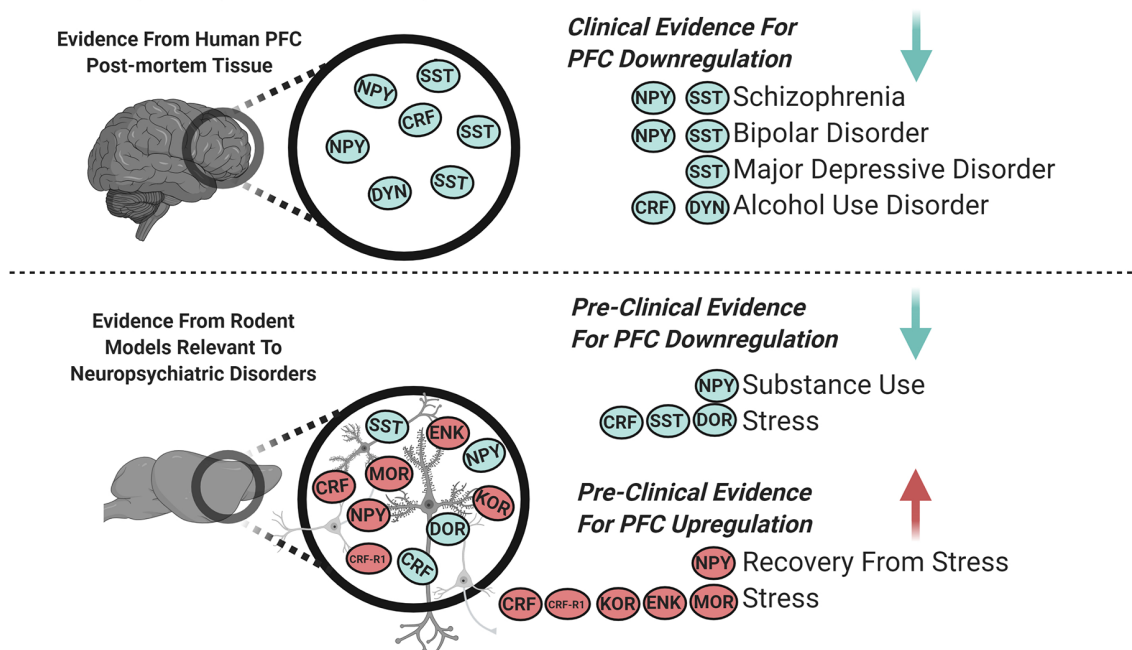 Evidence From Human PFC
Post-mortem Tissue
NPY
SST
CRF
SST
NPY
DYN
SST
Clinical Evidence For
PFC Downregulation
NPY SST Schizophrenia
NPY SST Bipolar Disorder
SST Major Depressive Disorder
CRF DYN Alcohol Use Disorder
Evidence From Rodent
Models Relevant To
Neuropsychiatric Disorders
SST
ENK
NPY
MOR
CRF
KOR
NPY
DOR
CRF-R1
CRF
Pre-Clinical Evidence
For PFC Downregulation
NPY Substance Use
CRF SST DOR Stress
Pre-Clinical Evidence
For PFC Upregulation
NPY Recovery From Stress
CRF CRF-R1 KOR ENK MOR Stress